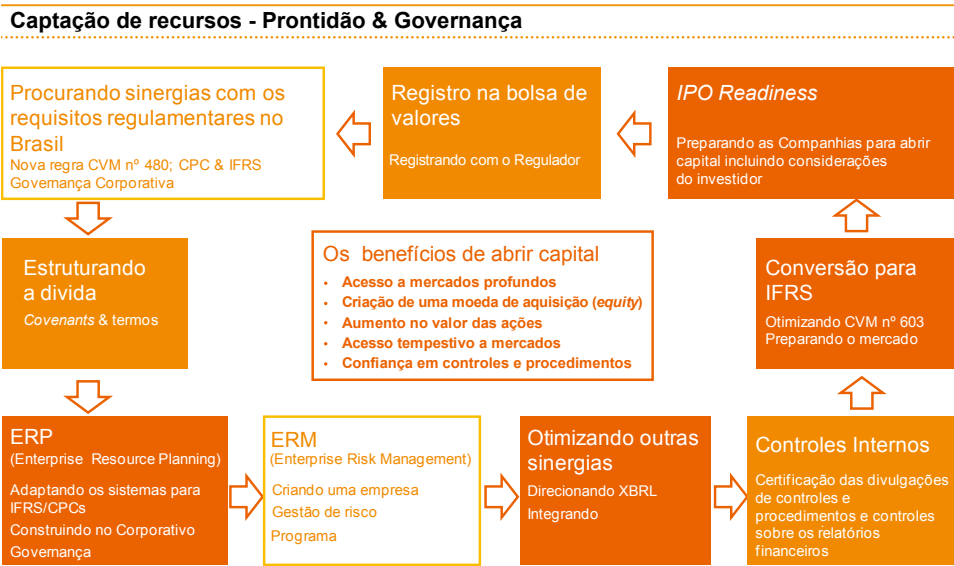 Captação de recursos - Prontidão & Governança
Procurando sinergias com os
requisitos regulamentares no
Brasil
Nova regra CVM nº 480; CPC & IFRS
Governança Corporativa
Registro na bolsa de
valores
Registrando com o Regulador
IPO Readiness
Preparando as Companhias para abrir
capital incluindo considerações
do investidor
Estruturando
a divida
Covenants & termos
Os benefícios de abrir capital
• Acesso a mercados profundos
• Criação de uma moeda de aquisição (equity)
• Aumento no valor das ações
• Acesso tempestivo a mercados
• Confiança em controles e procedimentos
Conversão para
IFRS
Otimizando CVM nº 603
Preparando o mercado
ERP
(Enterprise Resource Planning)
Adaptando os sistemas para
IFRS/CPCs
Construindo no Corporativo
Governança
ERM
(Enterprise Risk Management)
Criando uma empresa
Gestão de risco
Programa
Otimizando outras
sinergias
Direcionando XBRL
Integrando
Controles Internos
Certificação das divulgações
de controles e
procedimentos e controles
sobre os relatórios
financeiros